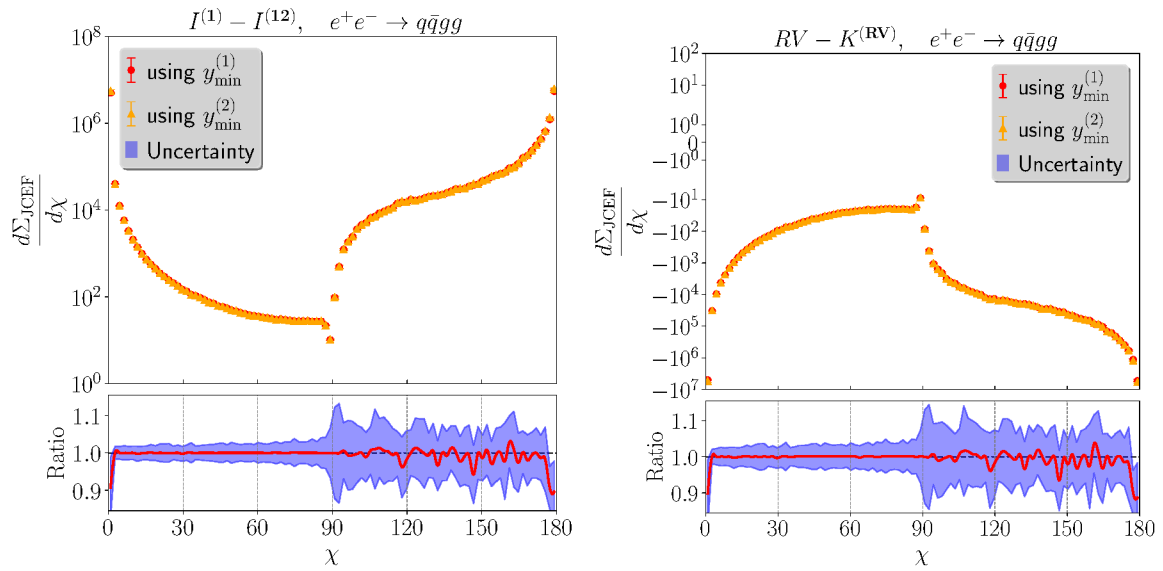 I^{(1)} − I^{(12)}, e^+e^- → qq̄gg
10^8
10^6
10^4
10^2
10^0
dΣ_JCEF
dχ
using y_min^{(1)}
using y_min^{(2)}
Uncertainty
1.1
1.0
0.9
Ratio
0 30 60 90 120 150 180
χ
RV − K^{(RV)}, e^+e^- → qq̄gg
10^2
10^1
10^0
0
−10^0
−10^1
−10^2
−10^3
−10^4
−10^5
−10^6
−10^7
dΣ_JCEF
dχ
using y_min^{(1)}
using y_min^{(2)}
Uncertainty
1.1
1.0
0.9
Ratio
0 30 60 90 120 150 180
χ